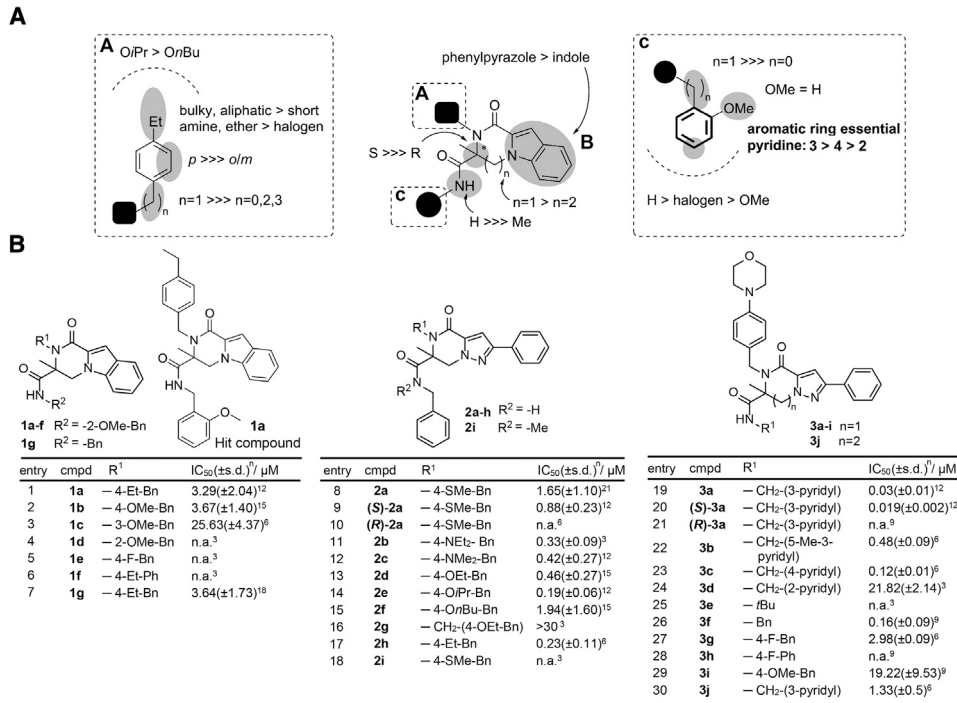 A
A
OiPr > OnBu
Et
bulky, aliphatic > short
amine, ether > halogen
p >>> o/m
n
n=1 >>> n=0,2,3
phenylpyrazole > indole
A
O
N
N
B
S >>> R
*
n
O
NH
n=1 > n=2
C
H >>> Me
C
n=1 >>> n=0
n
OMe = H
OMe
aromatic ring essential
pyridine: 3 > 4 > 2
H > halogen > OMe
B
R1 O
N
N
O
HN
R2
1a-f R2 = -2-OMe-Bn
1g R2 = -Bn
O
N
N
O
HN
O
1a
Hit compound
R1 O
N
N
N
O
N
R2
2a-h R2 = -H
2i R2 = -Me
O
N
O
N
N
N
n
O
HN
R1
3a-i n=1
3j n=2
entry cmpd R1 IC50(±s.d.)n/ µM
1 1a – 4-Et-Bn 3.29(±2.04)12
2 1b – 4-OMe-Bn 3.67(±1.40)15
3 1c – 3-OMe-Bn 25.63(±4.37)6
4 1d – 2-OMe-Bn n.a.3
5 1e – 4-F-Bn n.a.3
6 1f – 4-Et-Ph n.a.3
7 1g – 4-Et-Bn 3.64(±1.73)18
entry cmpd R1 IC50(±s.d.)n/ µM
8 2a – 4-SMe-Bn 1.65(±1.10)21
9 (S)-2a – 4-SMe-Bn 0.88(±0.23)12
10 (R)-2a – 4-SMe-Bn n.a.6
11 2b – 4-NEt2- Bn 0.33(±0.09)3
12 2c – 4-NMe2-Bn 0.42(±0.27)12
13 2d – 4-OEt-Bn 0.46(±0.27)15
14 2e – 4-OiPr-Bn 0.19(±0.06)12
15 2f – 4-OnBu-Bn 1.94(±1.60)15
16 2g – CH2-(4-OEt-Bn) >30 3
17 2h – 4-Et-Bn 0.23(±0.11)6
18 2i – 4-SMe-Bn n.a.3
entry cmpd R1 IC50(±s.d.)n/ µM
19 3a – CH2-(3-pyridyl) 0.03(±0.01)12
20 (S)-3a – CH2-(3-pyridyl) 0.019(±0.002)12
21 (R)-3a – CH2-(3-pyridyl) n.a.9
22 3b – CH2-(5-Me-3- 0.48(±0.09)6
pyridyl)
23 3c – CH2-(4-pyridyl) 0.12(±0.01)6
24 3d – CH2-(2-pyridyl) 21.82(±2.14)3
25 3e – tBu n.a.3
26 3f – Bn 0.16(±0.09)9
27 3g – 4-F-Bn 2.98(±0.09)6
28 3h – 4-F-Ph n.a.9
29 3i – 4-OMe-Bn 19.22(±9.53)9
30 3j – CH2-(3-pyridyl) 1.33(±0.5)6